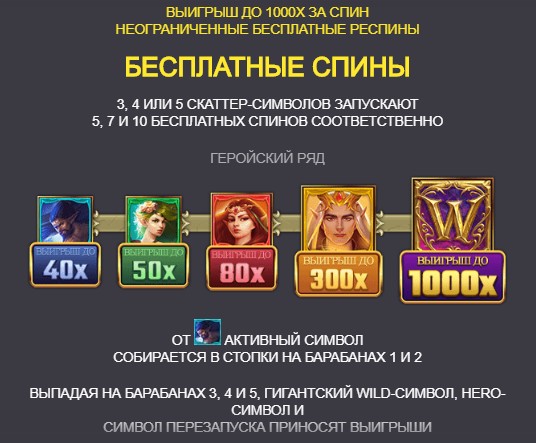 ВЫИГРЫШ ДО 1000X ЗА СПИН
НЕОГРАНИЧЕННЫЕ БЕСПЛАТНЫЕ РЕСПИНЫ
БЕСПЛАТНЫЕ СПИНЫ
3, 4 ИЛИ 5 СКАТТЕР-СИМВОЛОВ ЗАПУСКАЮТ
5, 7 И 10 БЕСПЛАТНЫХ СПИНОВ СООТВЕТСТВЕННО
ГЕРОЙСКИЙ РЯД
W
ВЫИГРЫШ ДО ВЫИГРЫШ ДО ВЫИГРЫШ ДО ВЫИГРЫШ ДО ВЫИГРЫШ ДО
40x 50x 80x 300x 1000x
ОТ АКТИВНЫЙ СИМВОЛ
СОБИРАЕТСЯ В СТОПКИ НА БАРАБАНАХ 1 И 2
ВЫПАДАЯ НА БАРАБАНАХ 3, 4 И 5, ГИГАНТСКИЙ WILD-СИМВОЛ, HERO-
СИМВОЛ И
СИМВОЛ ПЕРЕЗАПУСКА ПРИНОСЯТ ВЫИГРЫШИ